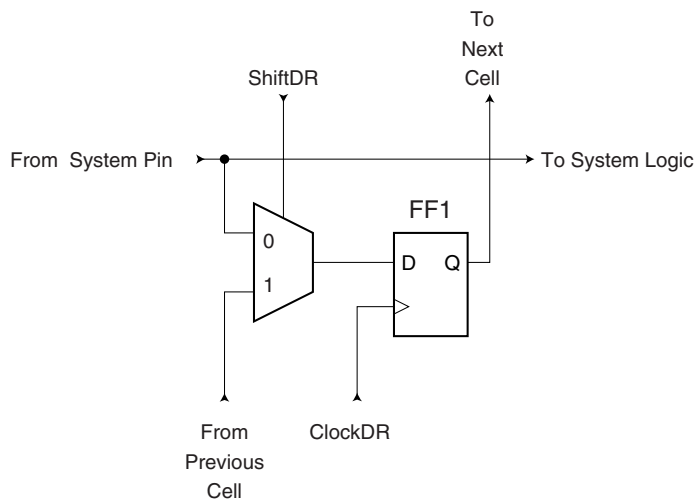 To
Next
Cell
ShiftDR
From System Pin
To System Logic
FF1
0
D Q
1
From
Previous
Cell
ClockDR